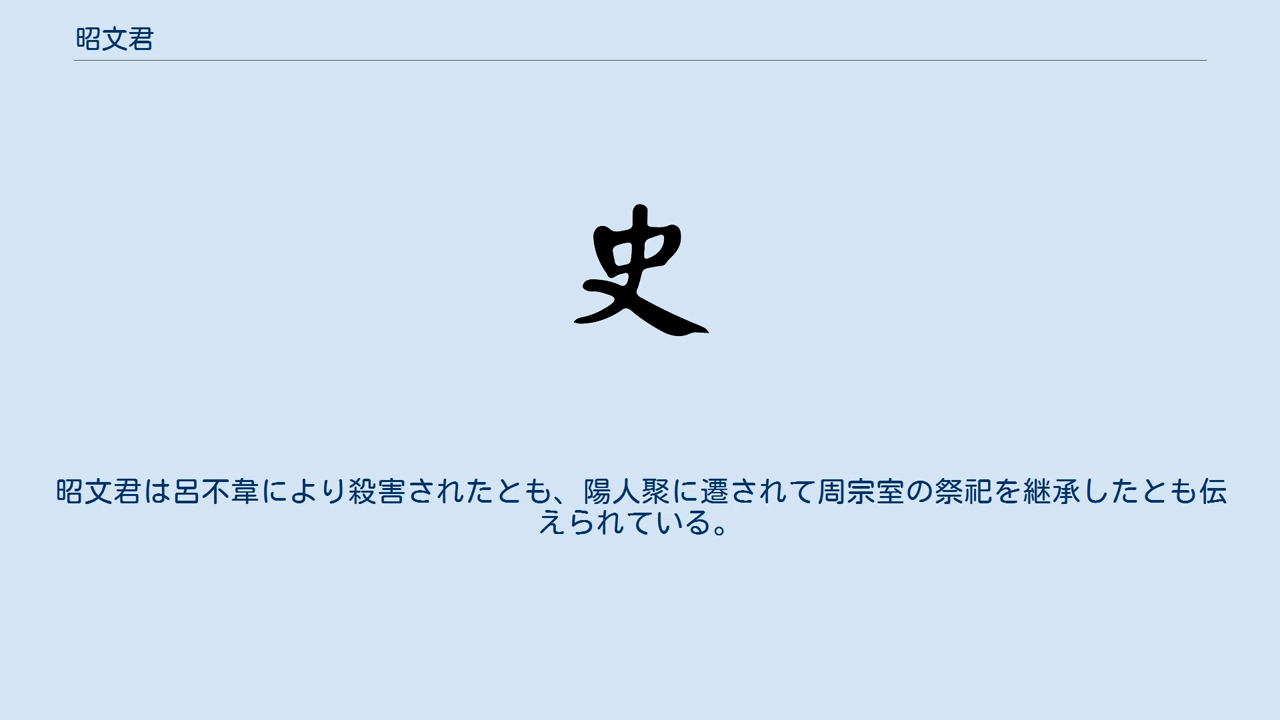 昭文君
史
昭文君は呂不韋により殺害されたとも、陽人聚に遷されて周宗室の祭祀を継承したとも伝
えられている。